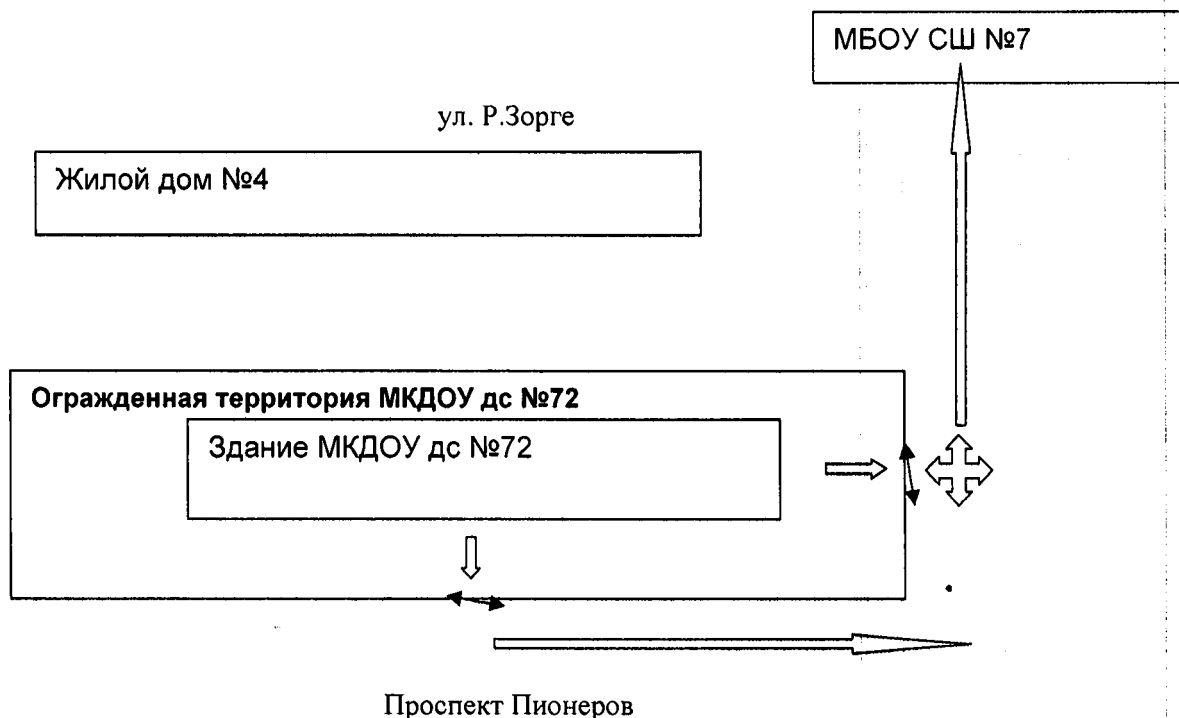 МБОУ СШ №7
ул. Р.Зорге
Жилой дом №4
Огражденная территория МКДОУ дс №72
Здание МКДОУ дс №72
Проспект Пионеров